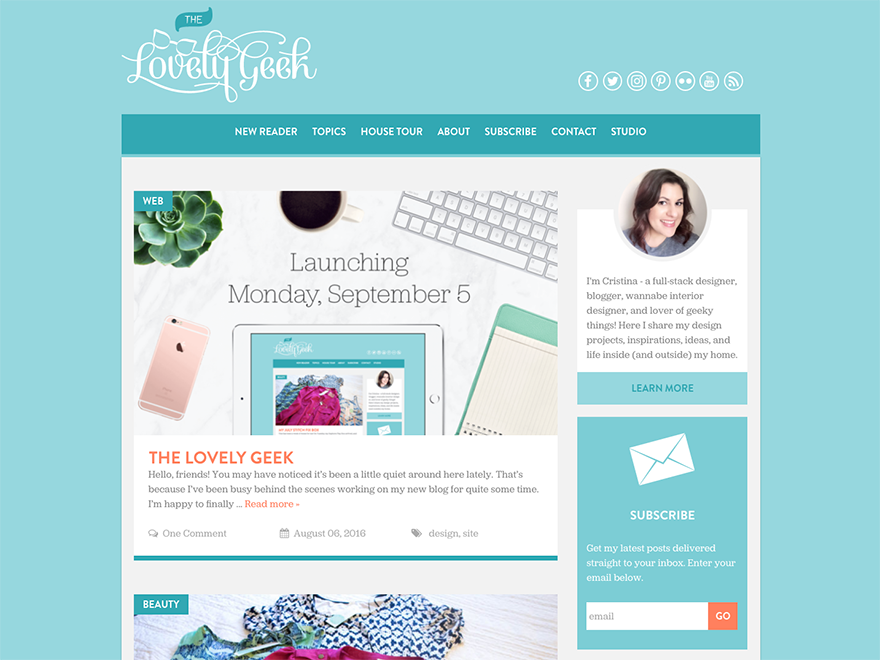 THE
Lovely Geek
NEW READER TOPICS HOUSE TOUR ABOUT SUBSCRIBE CONTACT STUDIO
WEB
Launching
Monday, September 5
Lovely Geek
THE LOVELY GEEK
Hello, friends! You may have noticed it's been a little quiet around here lately. That's
because I've been busy behind the scenes working on my new blog for quite some time.
I'm happy to finally ... Read more »
One Comment August 06, 2016 design, site
BEAUTY
I'm Cristina - a full-stack designer,
blogger, wannabe interior
designer, and lover of geeky
things! Here I share my design
projects, inspirations, ideas, and
life inside (and outside) my home.
LEARN MORE
SUBSCRIBE
Get my latest posts delivered
straight to your inbox. Enter your
email below.
email GO